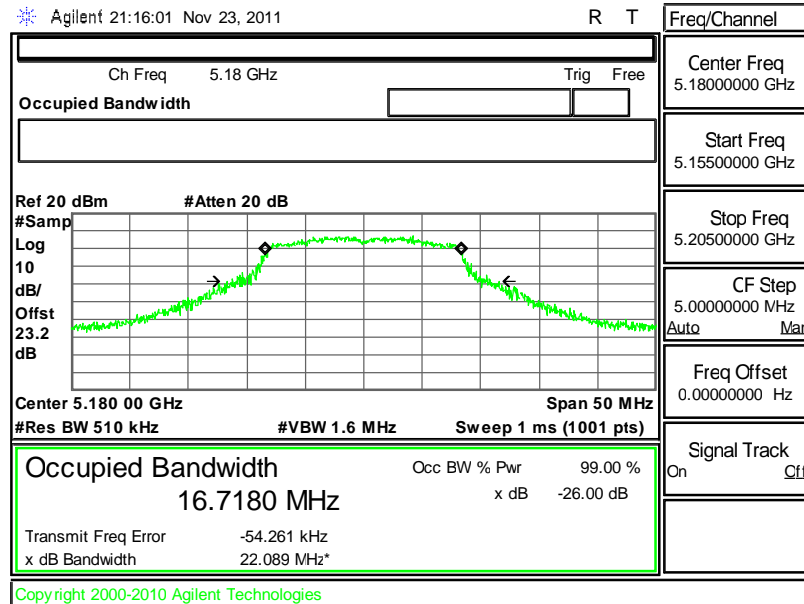 Agilent 21:16:01 Nov 23, 2011 R T
Freq/Channel
Ch Freq 5.18 GHz Trig Free
Occupied Bandwidth
Center Freq
5.18000000 GHz
Start Freq
5.15500000 GHz
Stop Freq
5.20500000 GHz
CF Step
5.00000000 MHz
Auto Man
Freq Offset
0.00000000 Hz
Signal Track
On Off
Ref 20 dBm #Atten 20 dB
#Samp
Log
10
dB/
Offst
23.2
dB
Center 5.180 00 GHz Span 50 MHz
#Res BW 510 kHz #VBW 1.6 MHz Sweep 1 ms (1001 pts)
Occupied Bandwidth Occ BW % Pwr 99.00 %
16.7180 MHz x dB -26.00 dB
Transmit Freq Error -54.261 kHz
x dB Bandwidth 22.089 MHz*
Copyright 2000-2010 Agilent Technologies